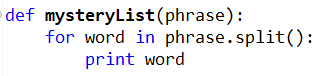 def mysteryList(phrase):
    for word in phrase.split():
        print word